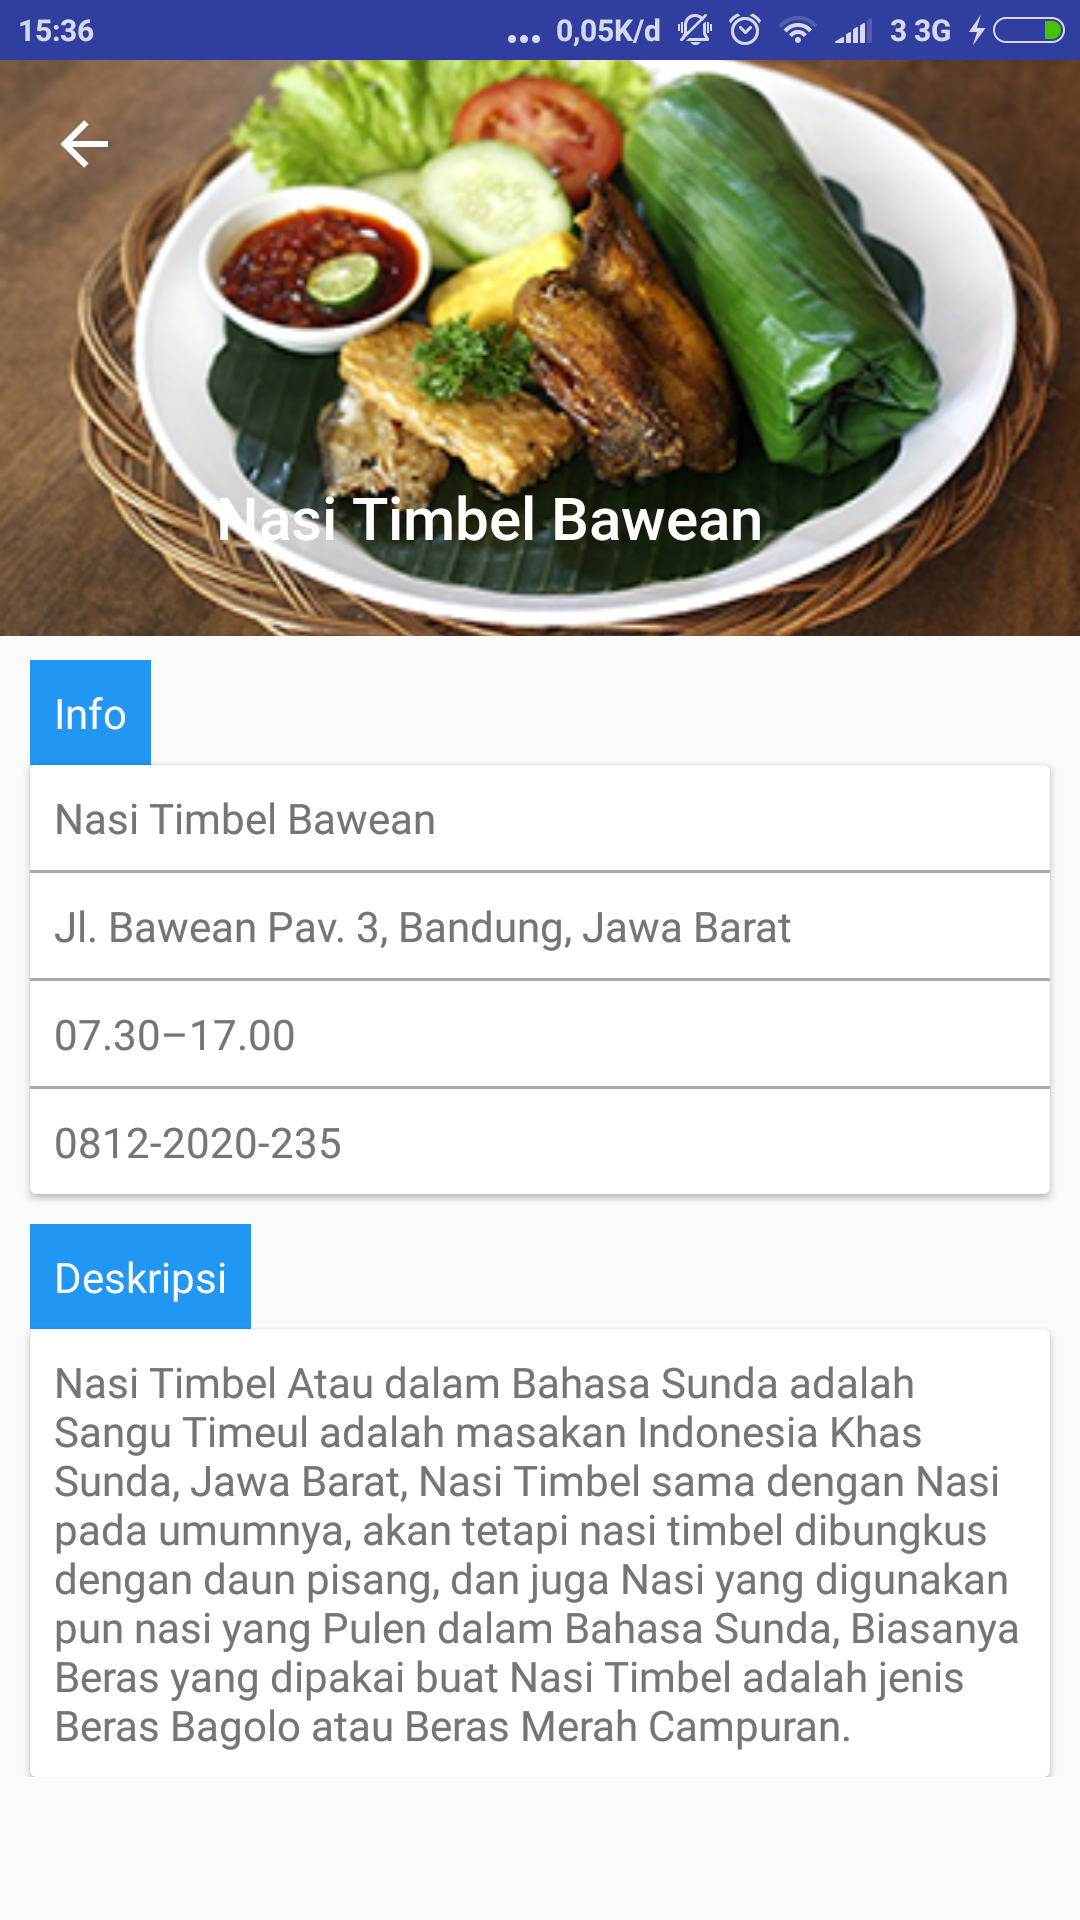 15:36 ... 0,05K/d 3 3G
Nasi Timbel Bawean
Info
Nasi Timbel Bawean
Jl. Bawean Pav. 3, Bandung, Jawa Barat
07.30–17.00
0812-2020-235
Deskripsi
Nasi Timbel Atau dalam Bahasa Sunda adalah
Sangu Timeul adalah masakan Indonesia Khas
Sunda, Jawa Barat, Nasi Timbel sama dengan Nasi
pada umumnya, akan tetapi nasi timbel dibungkus
dengan daun pisang, dan juga Nasi yang digunakan
pun nasi yang Pulen dalam Bahasa Sunda, Biasanya
Beras yang dipakai buat Nasi Timbel adalah jenis
Beras Bagolo atau Beras Merah Campuran.